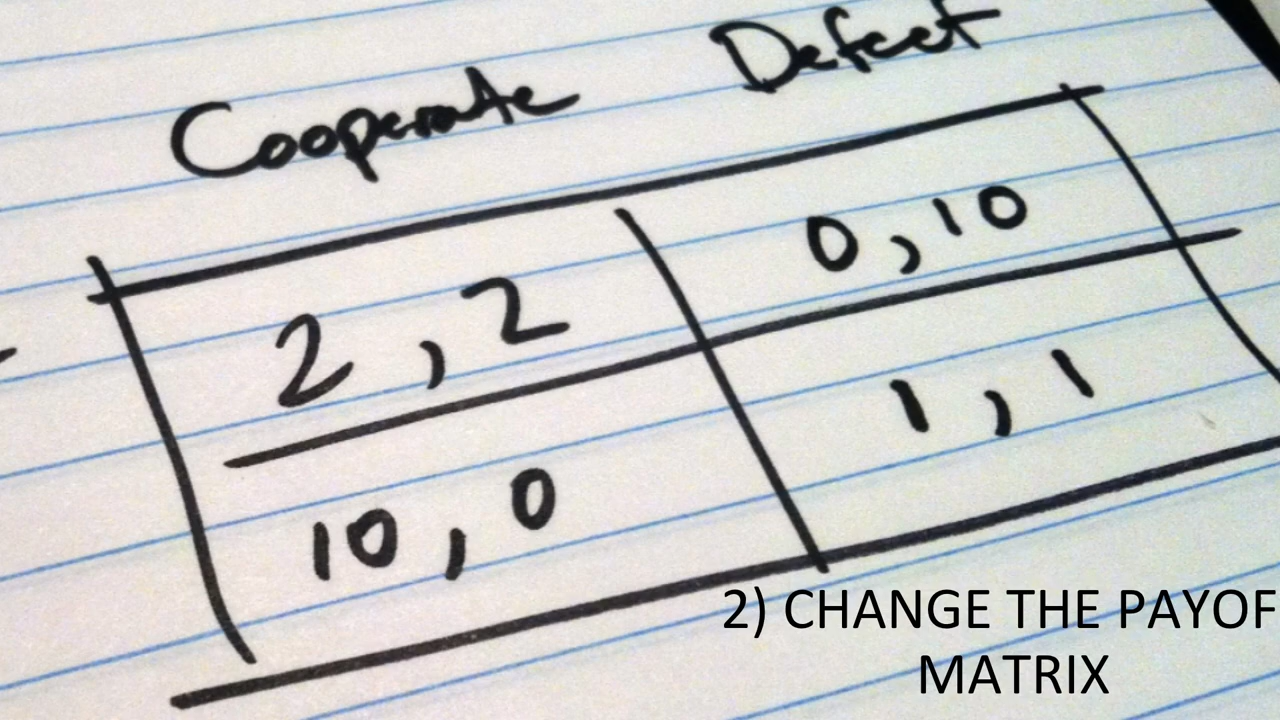 Cooperate Defect
2, 2 0, 10
10, 0 1, 1
2) CHANGE THE PAYOF
MATRIX